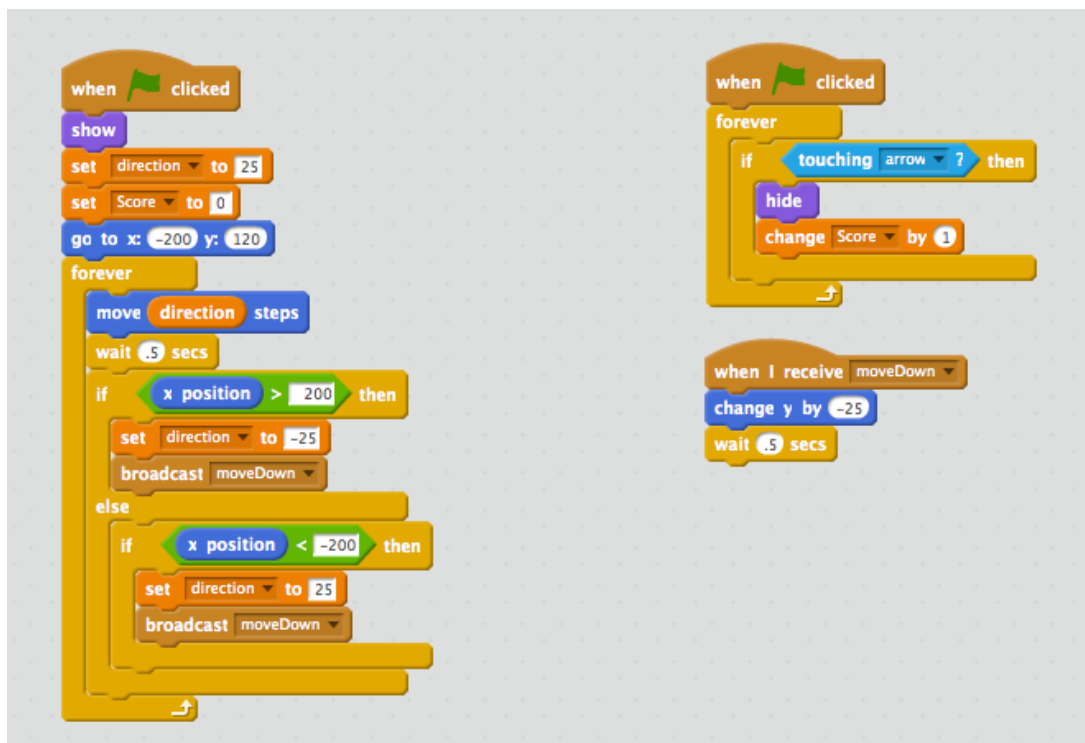 when clicked
show
set direction to 25
set Score to 0
go to x: -200 y: 120
forever
move direction steps
wait .5 secs
if x position > 200 then
set direction to -25
broadcast moveDown
else
if x position < -200 then
set direction to 25
broadcast moveDown
when clicked
forever
if touching arrow ? then
hide
change Score by 1
when I receive moveDown
change y by -25
wait .5 secs